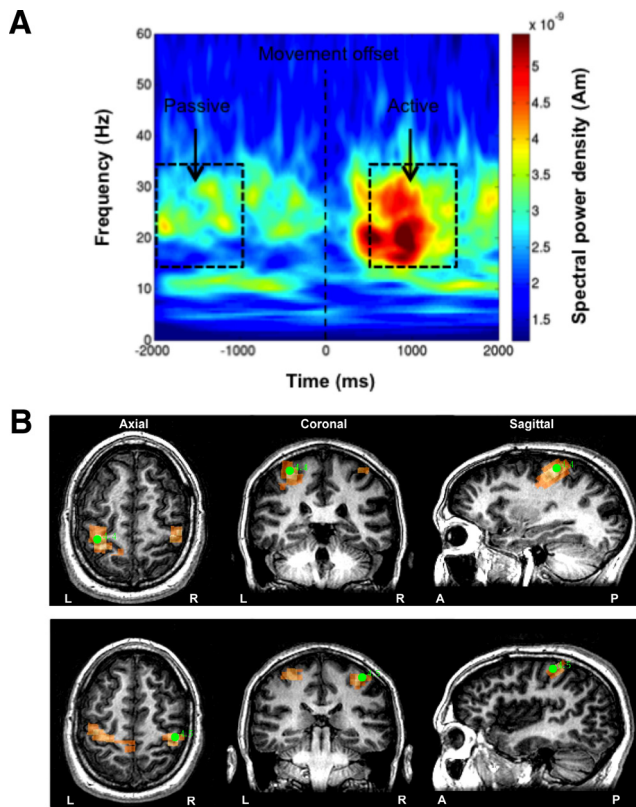 A
x 10⁻⁹
60
50
40
30
20
10
0
Frequency (Hz)
Movement offset
Passive
Active
5
4.5
4
3.5
3
2.5
2
1.5
Spectral power density (Am)
-2000
-1000
0
1000
2000
Time (ms)
B
Axial
Coronal
Sagittal
L
R
L
R
A
P
L
R
L
R
A
P